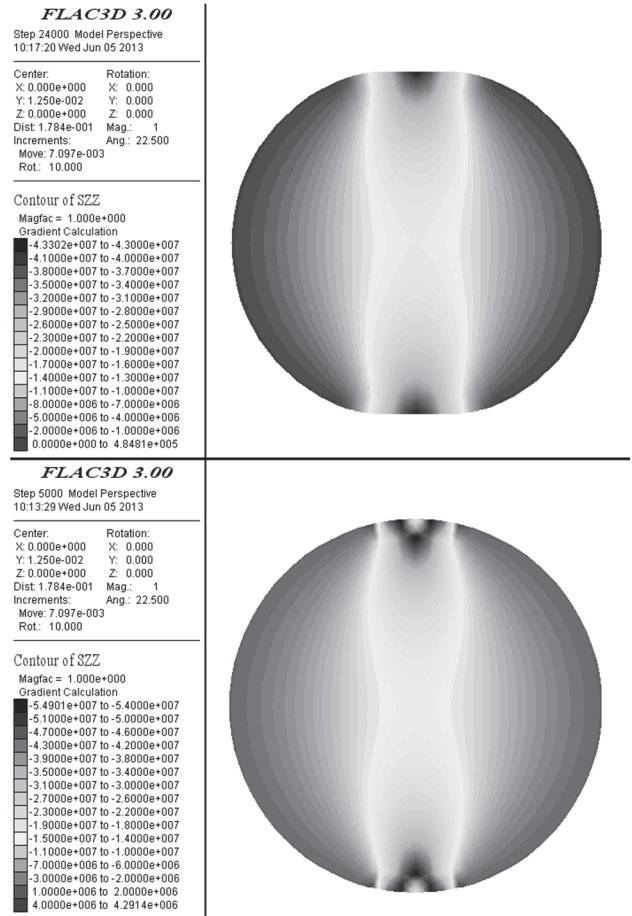 FLAC3D 3.00
Step 24000 Model Perspective
10:17:20 Wed Jun 05 2013
Center: Rotation:
X: 0.000e+000 X: 0.000
Y: 1.250e-002 Y: 0.000
Z: 0.000e+000 Z: 0.000
Dist: 1.784e-001 Mag.: 1
Increments: Ang.: 22.500
Move: 7.097e-003
Rot.: 10.000
Contour of SZZ
Magfac = 1.000e+000
Gradient Calculation
-4.3302e+007 to -4.3000e+007
-4.1000e+007 to -4.0000e+007
-3.8000e+007 to -3.7000e+007
-3.5000e+007 to -3.4000e+007
-3.2000e+007 to -3.1000e+007
-2.9000e+007 to -2.8000e+007
-2.6000e+007 to -2.5000e+007
-2.3000e+007 to -2.2000e+007
-2.0000e+007 to -1.9000e+007
-1.7000e+007 to -1.6000e+007
-1.4000e+007 to -1.3000e+007
-1.1000e+007 to -1.0000e+007
-8.0000e+006 to -7.0000e+006
-5.0000e+006 to -4.0000e+006
-2.0000e+006 to -1.0000e+006
0.0000e+000 to 4.8481e+005
FLAC3D 3.00
Step 5000 Model Perspective
10:13:29 Wed Jun 05 2013
Center: Rotation:
X: 0.000e+000 X: 0.000
Y: 1.250e-002 Y: 0.000
Z: 0.000e+000 Z: 0.000
Dist: 1.784e-001 Mag.: 1
Increments: Ang.: 22.500
Move: 7.097e-003
Rot.: 10.000
Contour of SZZ
Magfac = 1.000e+000
Gradient Calculation
-5.4901e+007 to -5.4000e+007
-5.1000e+007 to -5.0000e+007
-4.7000e+007 to -4.6000e+007
-4.3000e+007 to -4.2000e+007
-3.9000e+007 to -3.8000e+007
-3.5000e+007 to -3.4000e+007
-3.1000e+007 to -3.0000e+007
-2.7000e+007 to -2.6000e+007
-2.3000e+007 to -2.2000e+007
-1.9000e+007 to -1.8000e+007
-1.5000e+007 to -1.4000e+007
-1.1000e+007 to -1.0000e+007
-7.0000e+006 to -6.0000e+006
-3.0000e+006 to -2.0000e+006
1.0000e+006 to 2.0000e+006
4.0000e+006 to 4.2914e+006